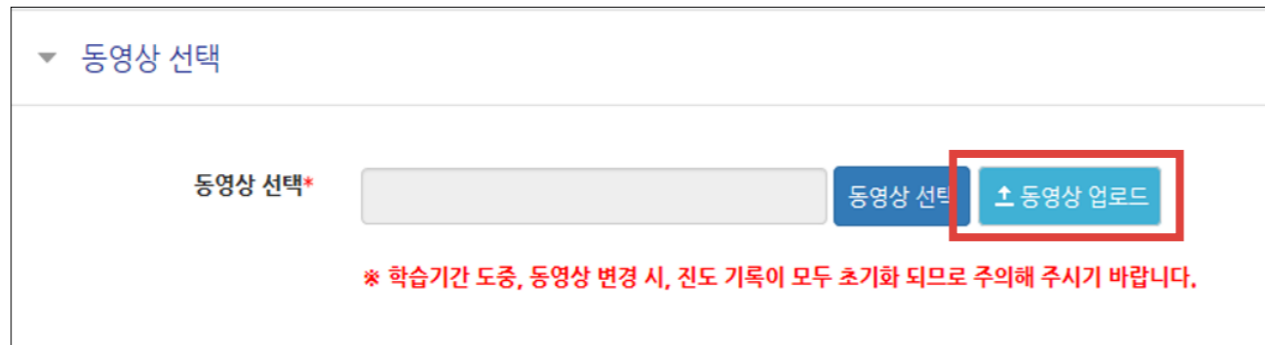 동영상 선택
동영상 선택* 동영상 선택 동영상 업로드
※ 학습기간 도중, 동영상 변경 시, 진도 기록이 모두 초기화 되므로 주의해 주시기 바랍니다.